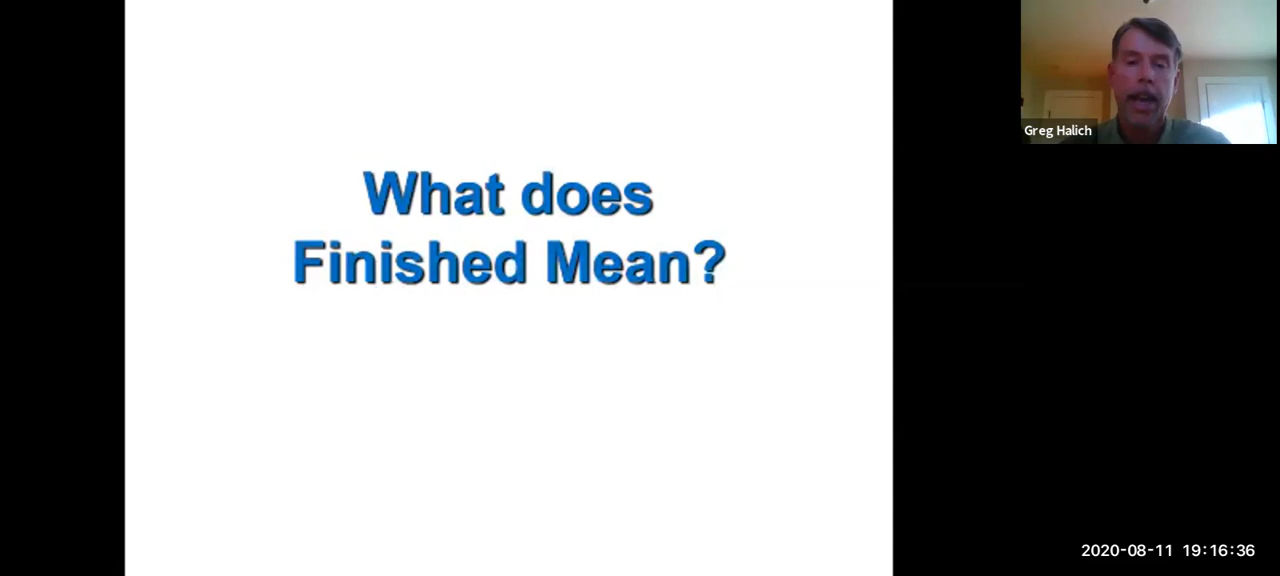 What does
Finished Mean?
Greg Halich
2020-08-11 19:16:36